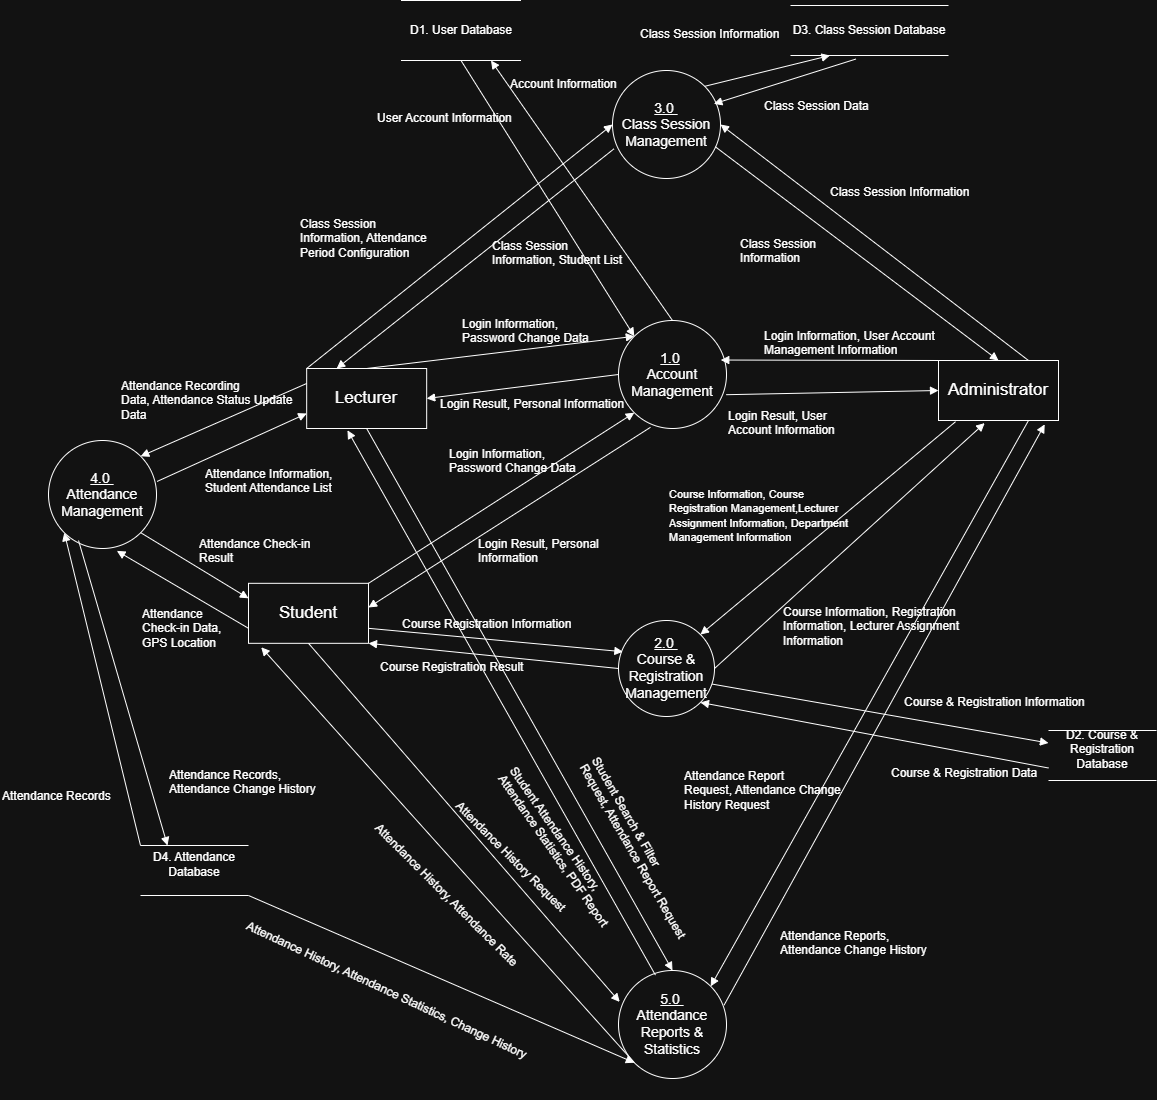 D1. User Database
Class Session Information
D3. Class Session Database
Account Information
User Account Information
3.0
Class Session
Management
Class Session Data
Class Session Information
Class Session
Information, Attendance
Period Configuration
Class Session
Information, Student List
Class Session
Information
Login Information,
Password Change Data
1.0
Account
Management
Login Information, User Account
Management Information
Administrator
Attendance Recording
Data, Attendance Status Update
Data
Lecturer
Login Result, Personal Information
Login Result, User
Account Information
4.0
Attendance
Management
Attendance Information,
Student Attendance List
Login Information,
Password Change Data
Course Information, Course
Registration Management,Lecturer
Assignment Information, Department
Management Information
Attendance Check-in
Result
Login Result, Personal
Information
Attendance
Check-in Data,
GPS Location
Student
Course Registration Information
Course Registration Result
2.0
Course &
Registration
Management
Course Information, Registration
Information, Lecturer Assignment
Information
Course & Registration Information
D2. Course &
Registration
Database
Course & Registration Data
Attendance Records
Attendance Records,
Attendance Change History
D4. Attendance
Database
Attendance Report
Request, Attendance Change
History Request
Student Search & Filter
Request, Attendance Report Request
Student Attendance History,
Attendance Statistics, PDF Report
Attendance History Request
Attendance History, Attendance Rate
Attendance History, Attendance Statistics, Change History
Attendance Reports,
Attendance Change History
5.0
Attendance
Reports &
Statistics